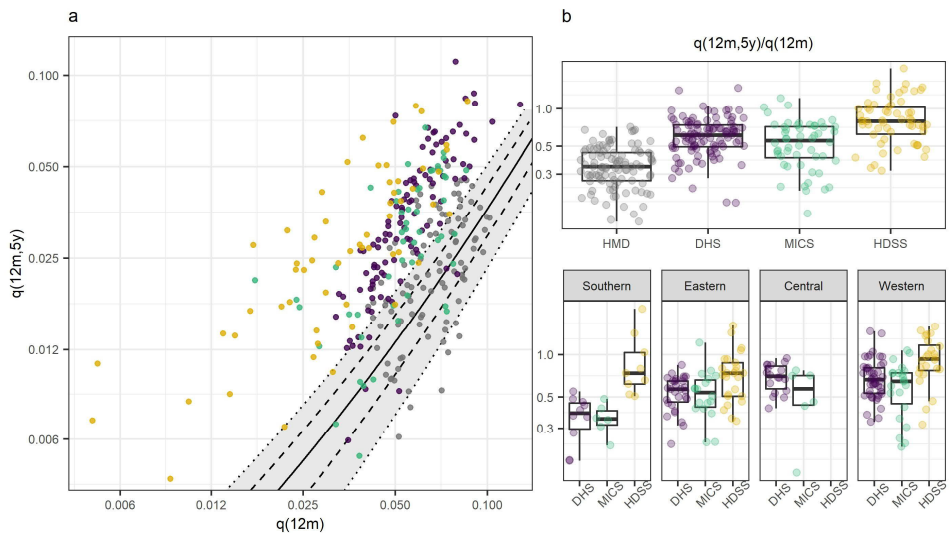 a
0.100
0.050
0.025
0.012
0.006
q(12m,5y)
0.006
0.012
0.025
0.050
0.100
q(12m)
b
q(12m,5y)/q(12m)
1.0
0.5
0.3
HMD DHS MICS HDSS
Southern Eastern Central Western
1.0
0.5
0.3
DHS MICS HDSS DHS MICS HDSS DHS MICS HDSS DHS MICS HDSS